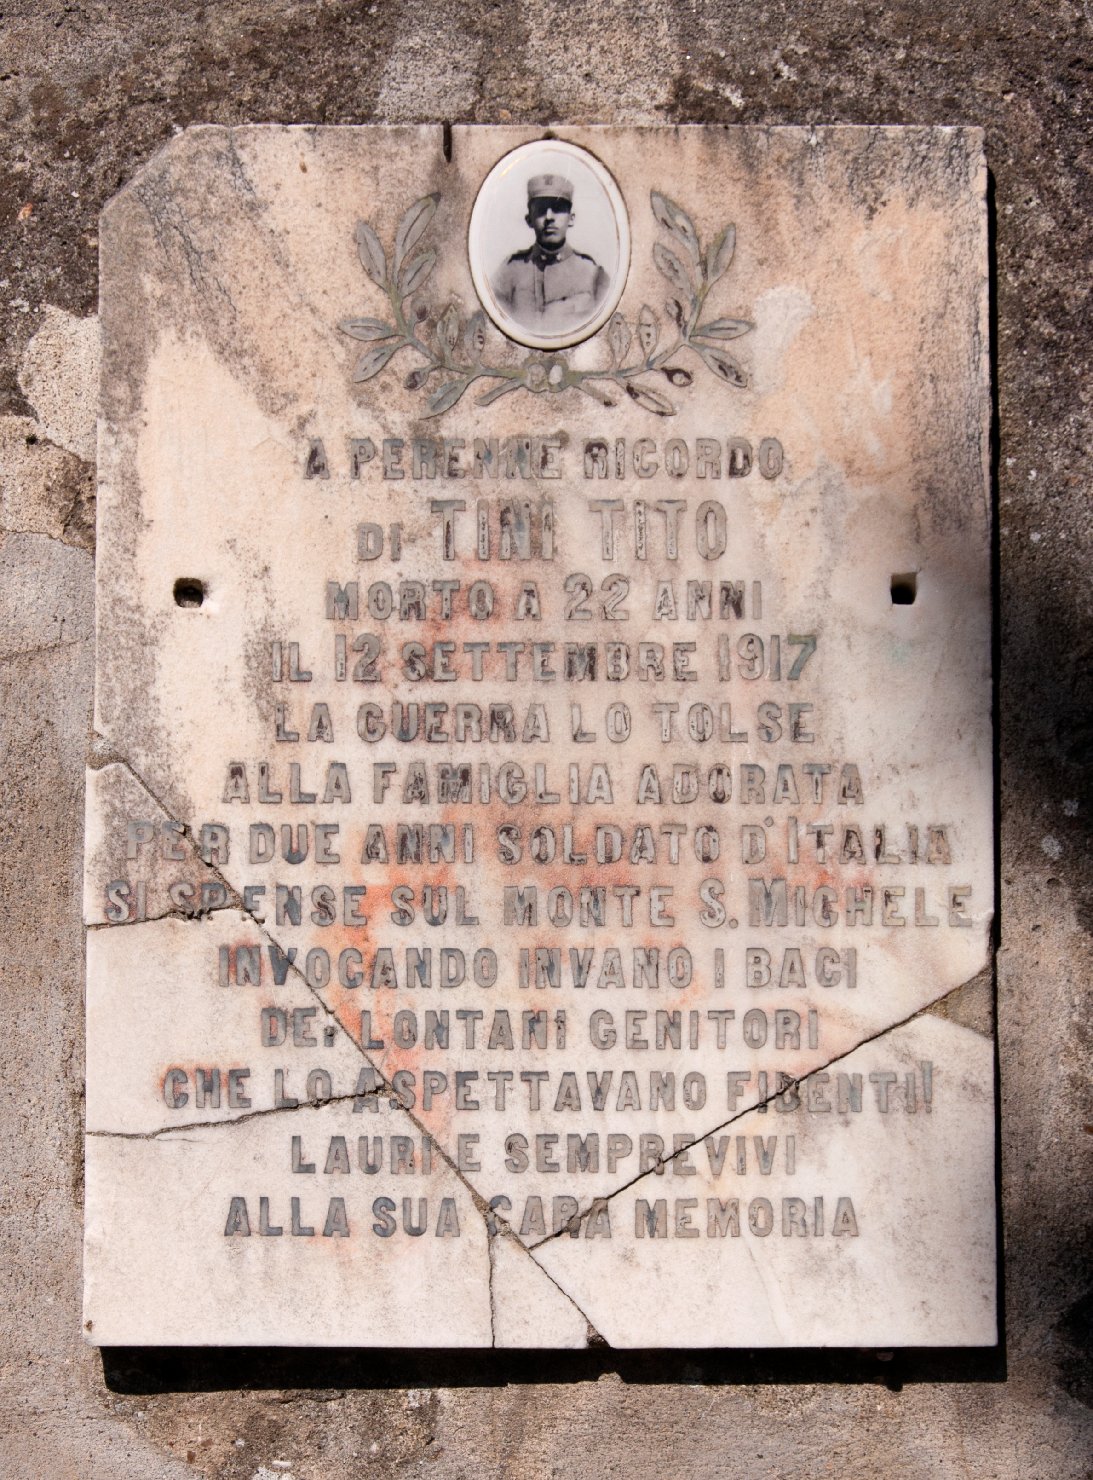 A PERENNE RICORDO
DI TINI TITO
MORTO A 22 ANNI
IL 12 SETTEMBRE 1917
LA GUERRA LO TOLSE
ALLA FAMIGLIA ADORATA
PER DUE ANNI SOLDATO D'ITALIA
SI SPENSE SUL MONTE S. MICHELE
INVOCANDO INVANO I BACI
DEI LONTANI GENITORI
CHE LO ASPETTAVANO FIDENTI!!
LAURI E SEMPREVIVI
ALLA SUA CARA MEMORIA